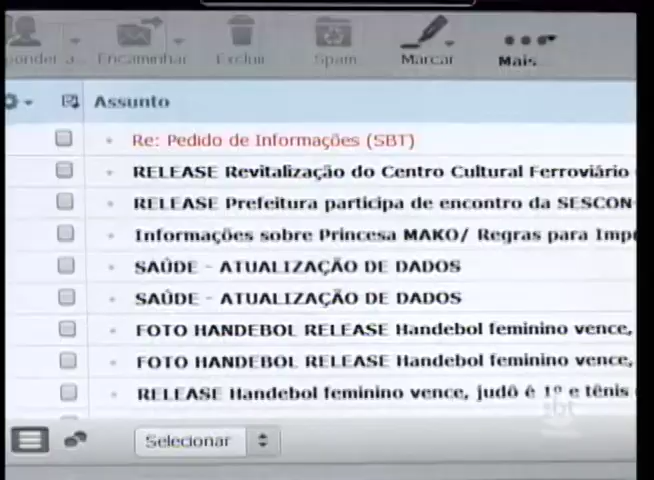 ponder a... Encaminhar Excluir Spam Marcar Mais
Assunto
Re: Pedido de Informações (SBT)
RELEASE Revitalização do Centro Cultural Ferroviário
RELEASE Prefeitura participa de encontro da SESCON
Informações sobre Princesa MAKO/ Regras para Imp
SAÚDE - ATUALIZAÇÃO DE DADOS
SAÚDE - ATUALIZAÇÃO DE DADOS
FOTO HANDEBOL RELEASE Handebol feminino vence,
FOTO HANDEBOL RELEASE Handebol feminino vence,
RELEASE Handebol feminino vence, judô é 1º e tênis
sbt
Selecionar